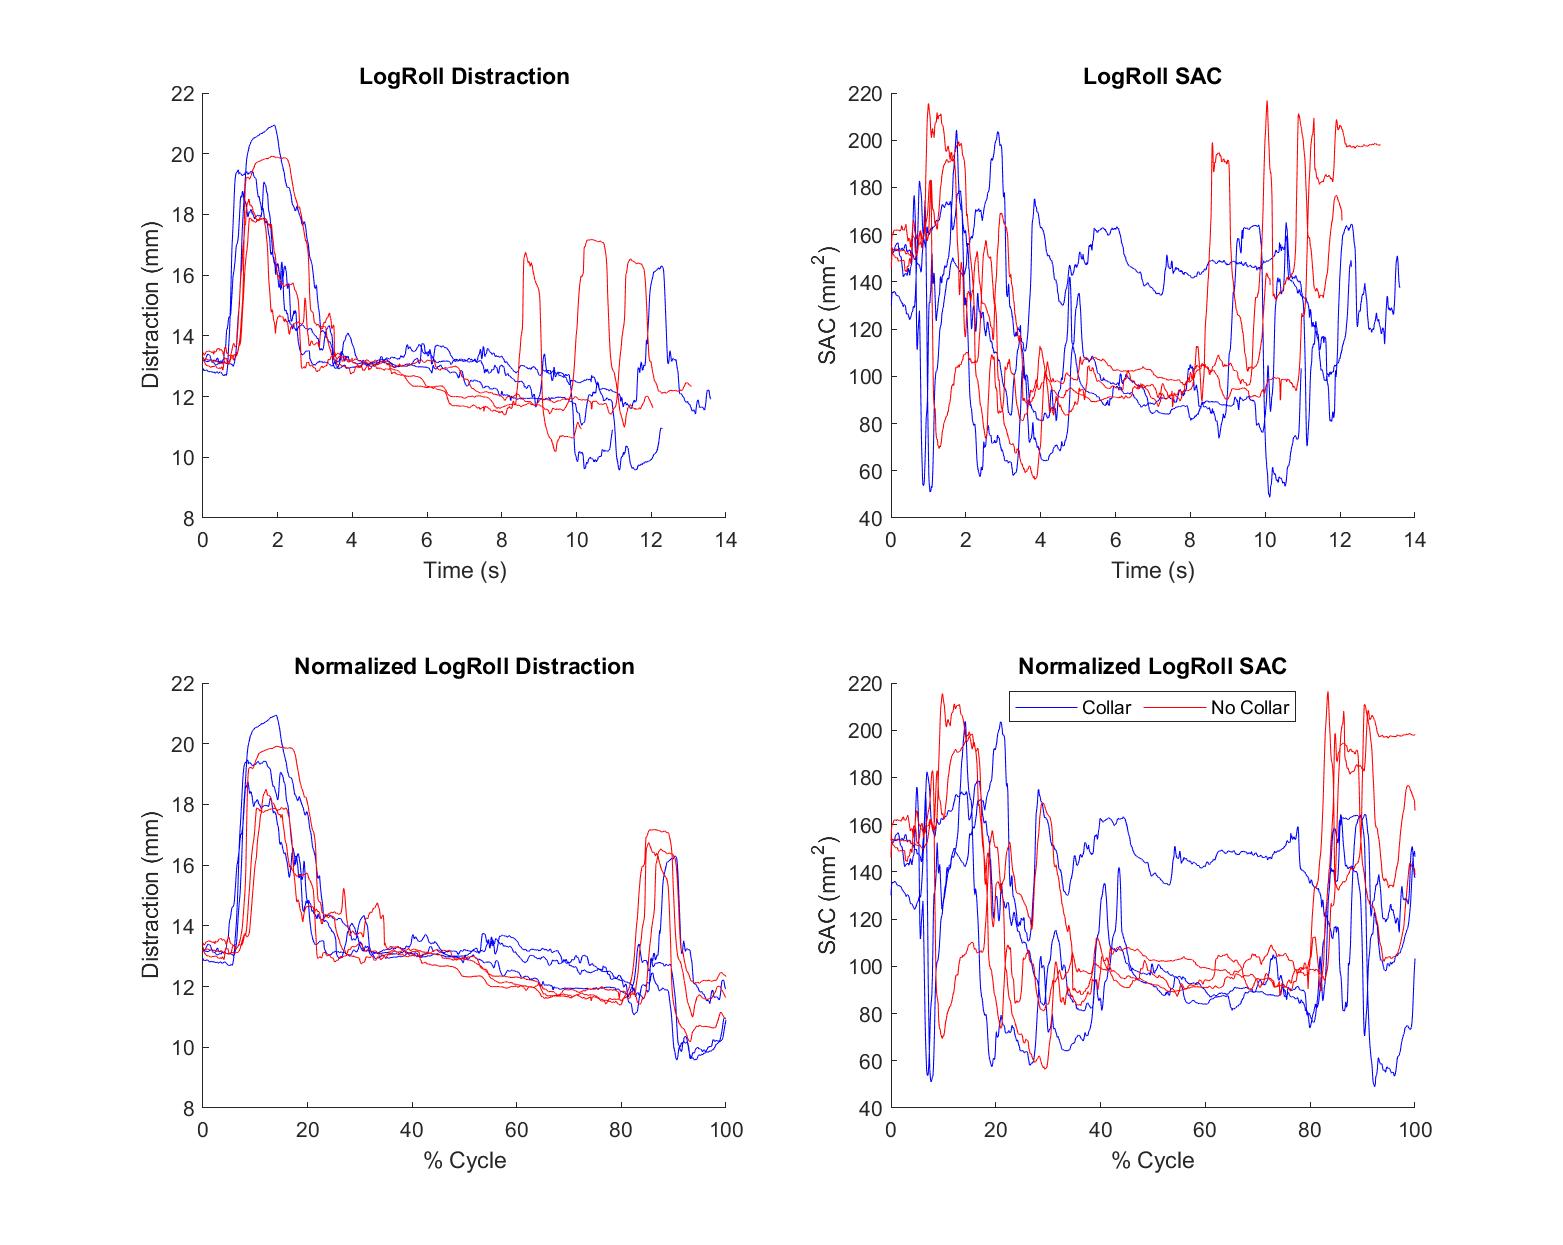 LogRoll Distraction
22
20
18
16
14
12
10
8
Distraction (mm)
0 2 4 6 8 10 12 14
Time (s)
LogRoll SAC
220
200
180
160
140
120
100
80
60
40
SAC (mm²)
0 2 4 6 8 10 12 14
Time (s)
Normalized LogRoll Distraction
22
20
18
16
14
12
10
8
Distraction (mm)
0 20 40 60 80 100
% Cycle
Normalized LogRoll SAC
Collar No Collar
220
200
180
160
140
120
100
80
60
40
SAC (mm²)
0 20 40 60 80 100
% Cycle